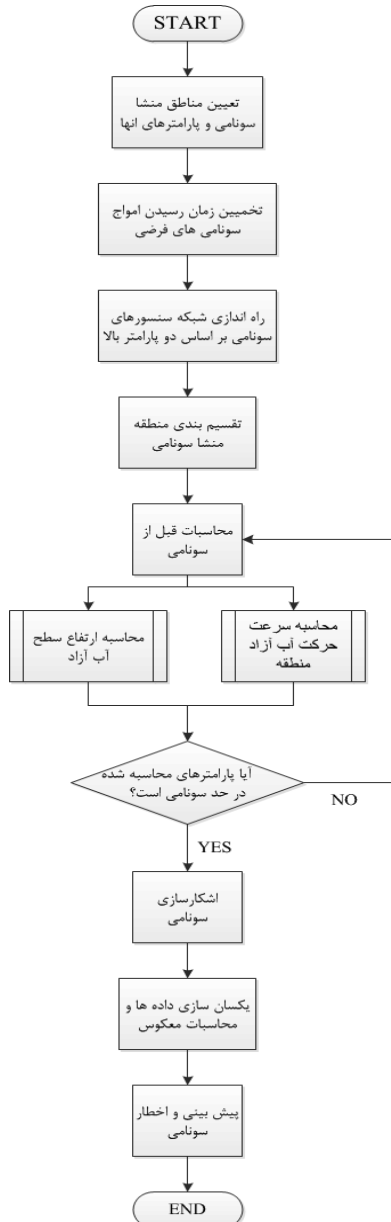 START
تعیین مناطق منشا
سونامی و پارامترهای انها
تخمیین زمان رسیدن امواج
سونامی های فرضی
راه اندازی شبکه سنسورهای
سونامی بر اساس دو پارامتر بالا
تقسیم بندی منطقه
منشا سونامی
محاسبات قبل از
سونامی
محاسبه ارتفاع سطح
آب آزاد
محاسبه سرعت
حرکت آب آزاد
منطقه
آیا پارامترهای محاسبه شده
در حد سونامی است؟
NO
YES
اشکارسازی
سونامی
یکسان سازی داده ها و
محاسبات معکوس
پیش بینی و اخطار
سونامی
END